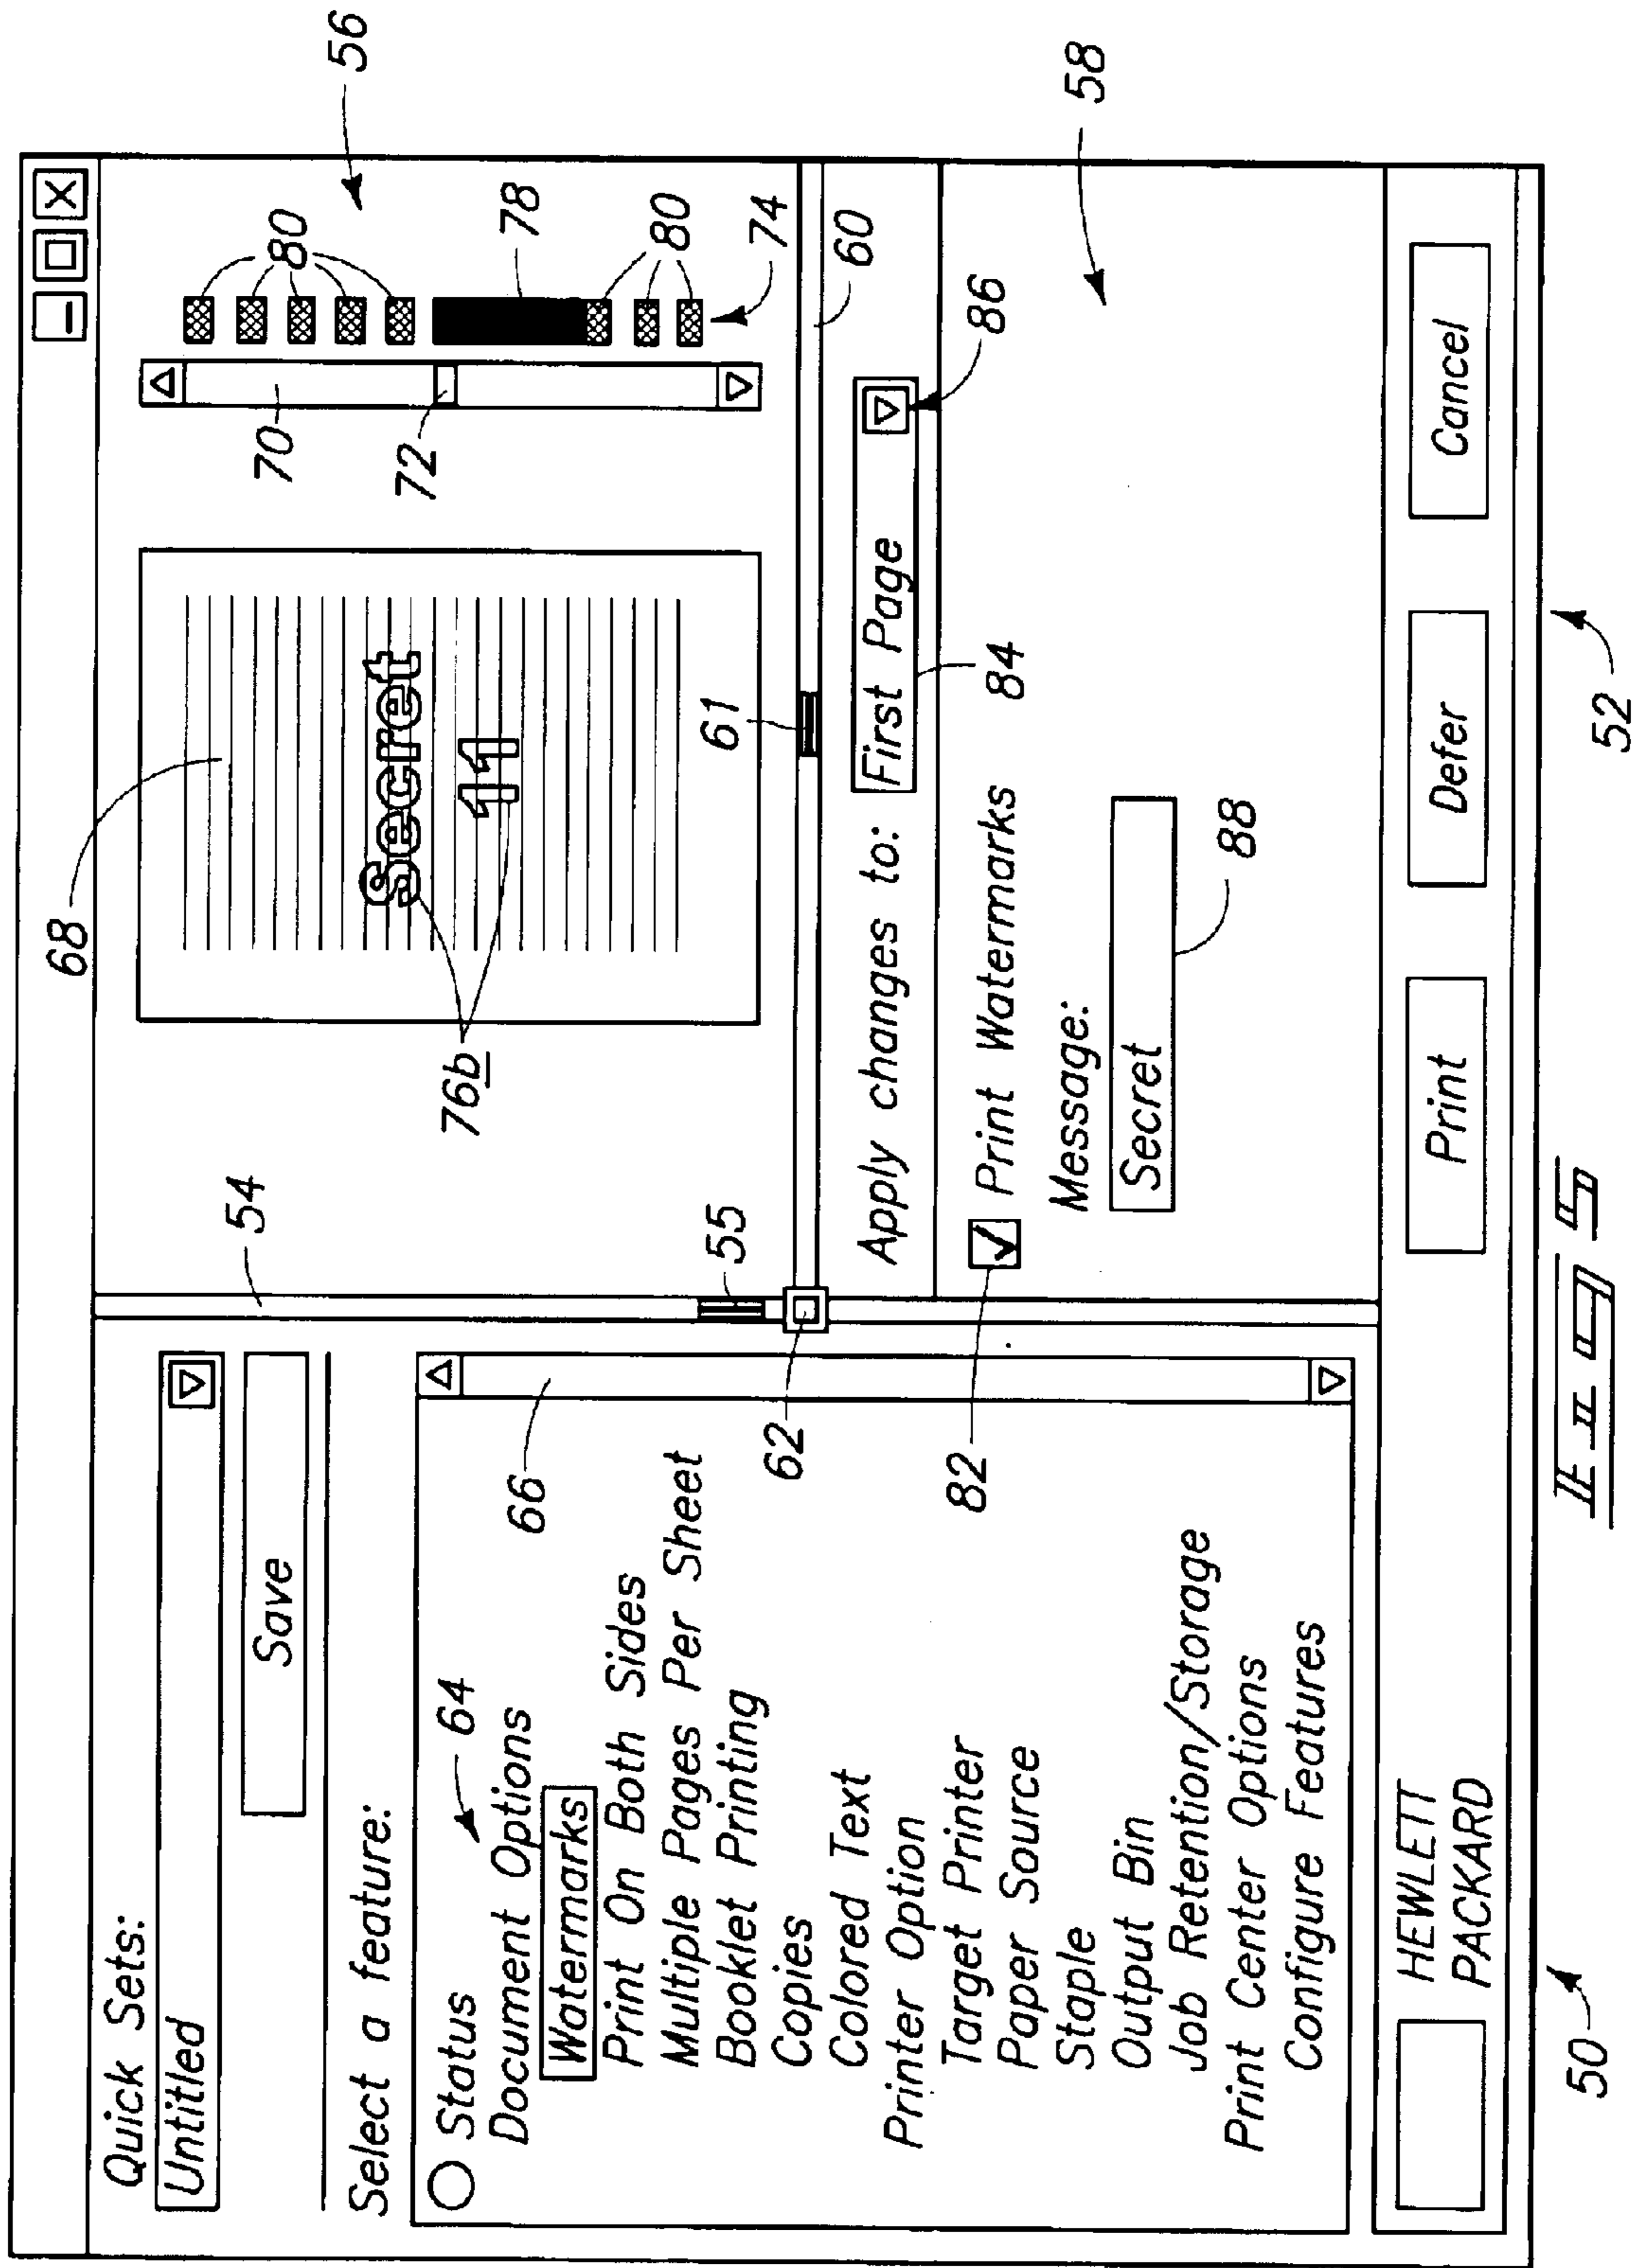 Quick Sets:
Untitled
Save
Select a feature:
Status
64
Document Options
Watermarks
Print On Both Sides
Multiple Pages Per Sheet
Booklet Printing
Copies
Colored Text
Printer Option
Target Printer
Paper Source
Staple
Output Bin
Job Retention/Storage
Print Center Options
Configure Features
66
54
55
62
82
68
Secret
11
76b
61
70
72
80
78
80
74
56
60
Apply changes to: First Page
86
84
✓ Print Watermarks
Message:
Secret
88
58
HEWLETT
PACKARD
Print
Defer
Cancel
50
52
FIG 5